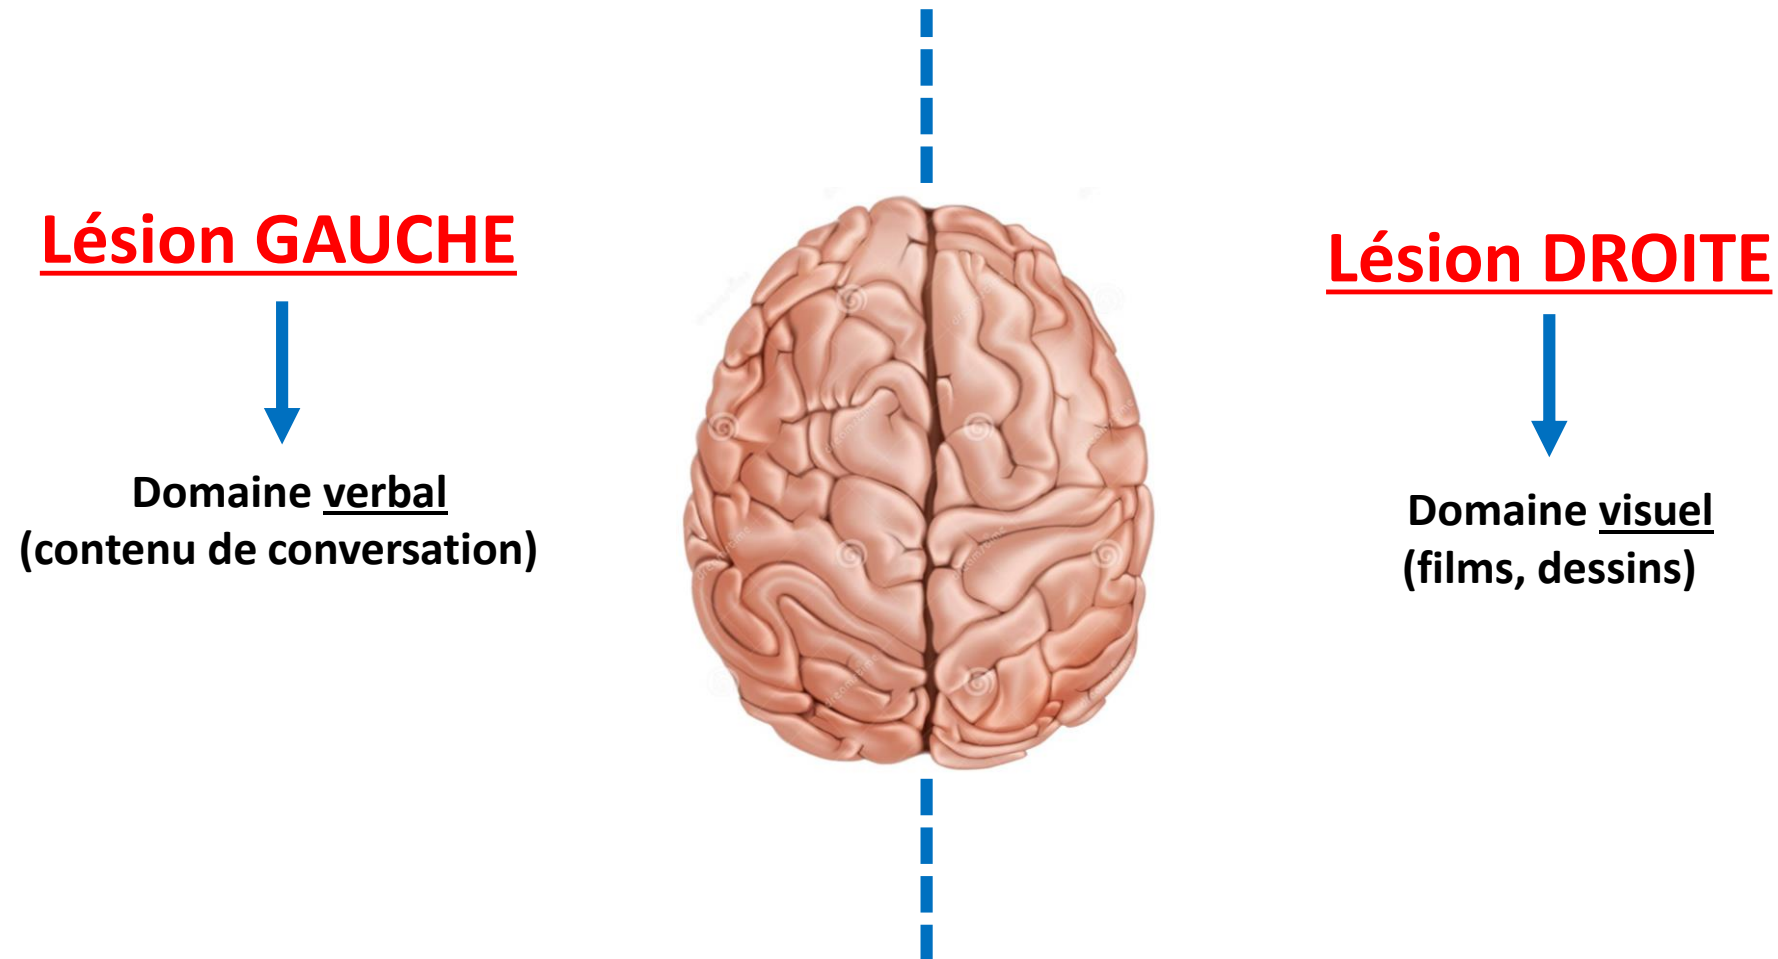 Lésion GAUCHE
Domaine verbal
(contenu de conversation)
Lésion DROITE
Domaine visuel
(films, dessins)